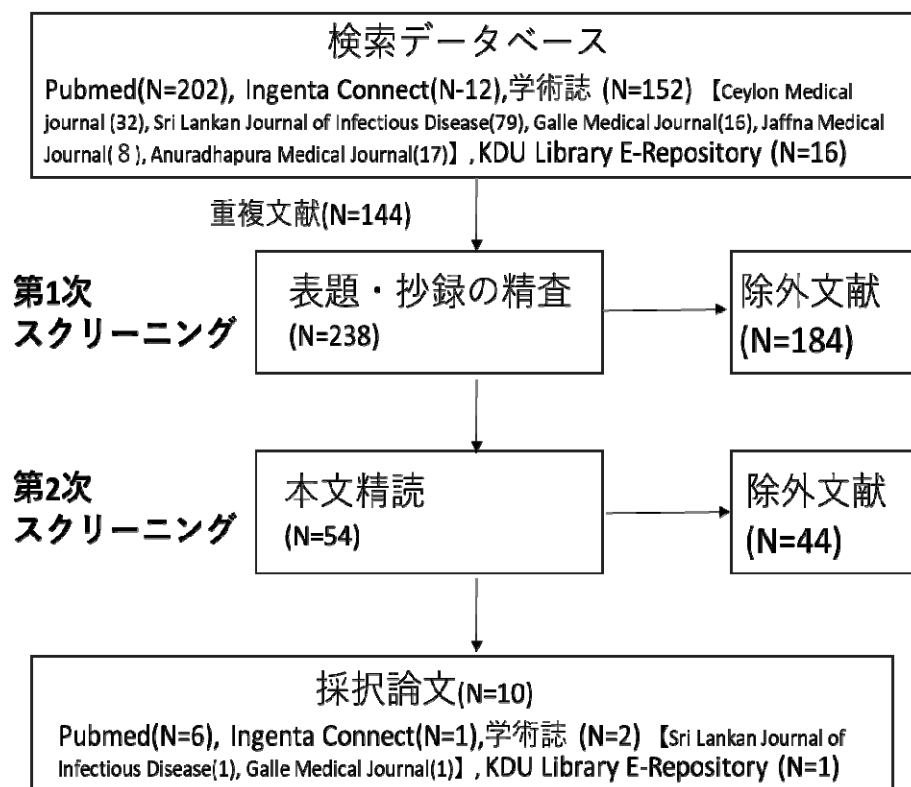 検索データベース
Pubmed(N=202), Ingenta Connect(N-12),学術誌 (N=152) 【Ceylon Medical
journal (32), Sri Lankan Journal of Infectious Disease(79), Galle Medical Journal(16), Jaffna Medical
Journal(８), Anuradhapura Medical Journal(17)】, KDU Library E-Repository (N=16)
重複文献(N=144)
第1次
スクリーニング
表題・抄録の精査
(N=238)
除外文献
(N=184)
第2次
スクリーニング
本文精読
(N=54)
除外文献
(N=44)
採択論文(N=10)
Pubmed(N=6), Ingenta Connect(N=1),学術誌 (N=2) 【Sri Lankan Journal of
Infectious Disease(1), Galle Medical Journal(1)】, KDU Library E-Repository (N=1)